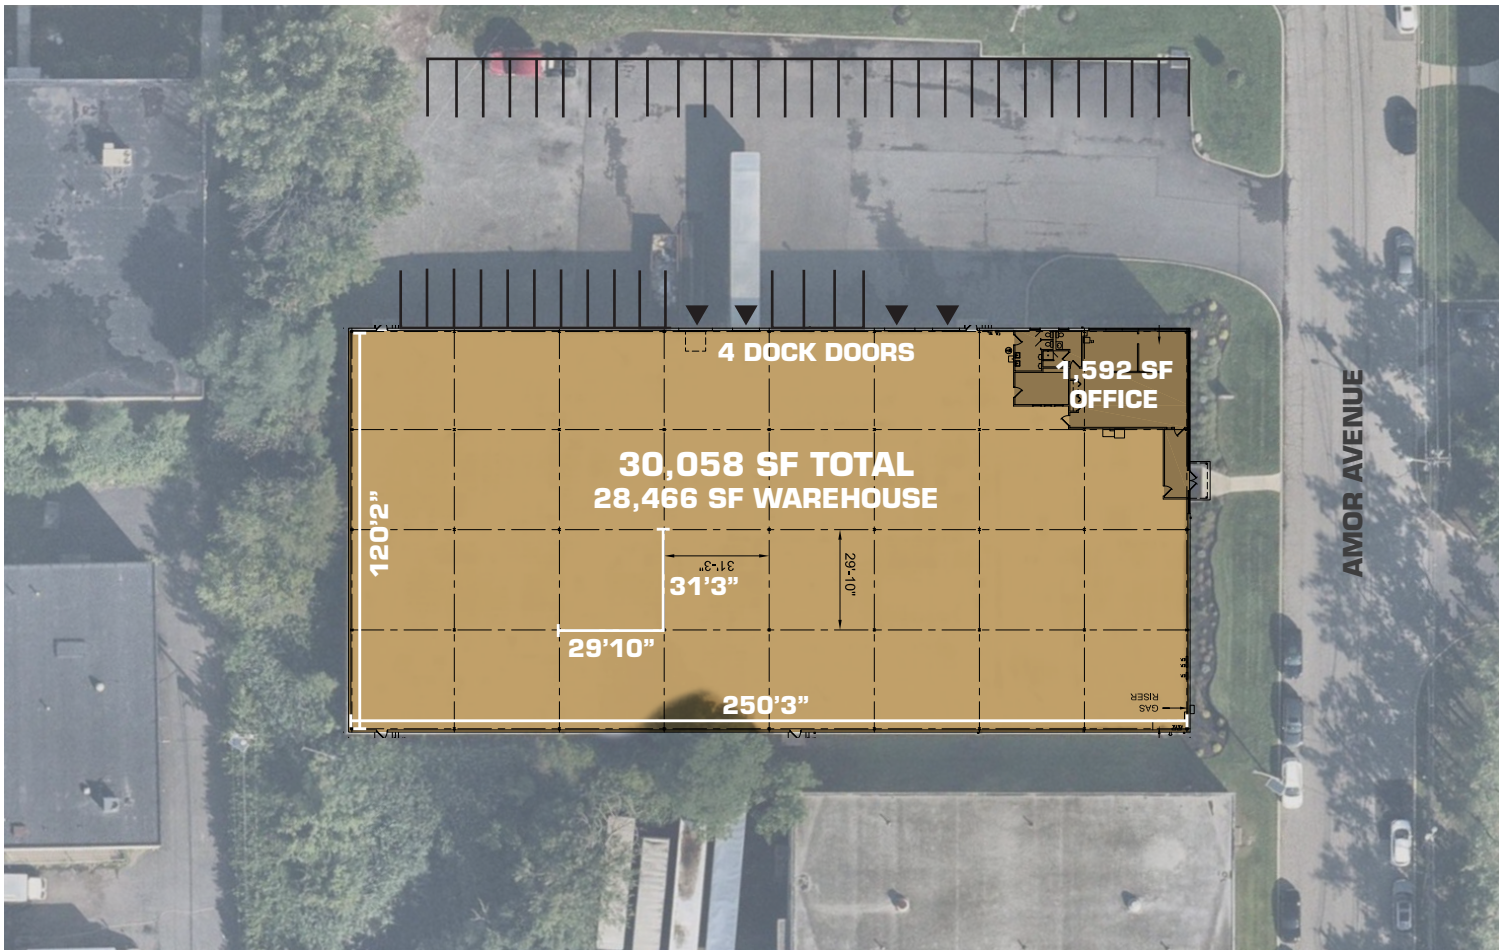 4 DOCK DOORS
1,592 SF
OFFICE
30,058 SF TOTAL
28,466 SF WAREHOUSE
120'2”
31'-3"
31'3”
29'-10"
29'10”
250'3”
GAS
RISER
AMOR AVENUE